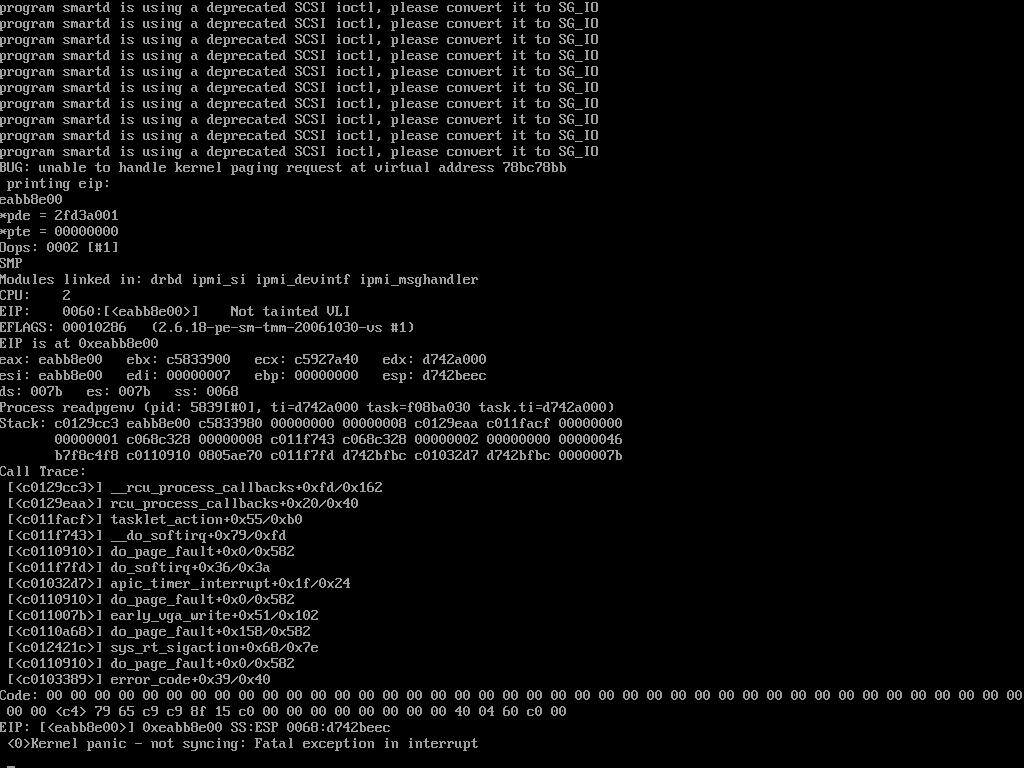 program smartd is using a deprecated SCSI ioctl, please convert it to SG_IO
program smartd is using a deprecated SCSI ioctl, please convert it to SG_IO
program smartd is using a deprecated SCSI ioctl, please convert it to SG_IO
program smartd is using a deprecated SCSI ioctl, please convert it to SG_IO
program smartd is using a deprecated SCSI ioctl, please convert it to SG_IO
program smartd is using a deprecated SCSI ioctl, please convert it to SG_IO
program smartd is using a deprecated SCSI ioctl, please convert it to SG_IO
program smartd is using a deprecated SCSI ioctl, please convert it to SG_IO
program smartd is using a deprecated SCSI ioctl, please convert it to SG_IO
program smartd is using a deprecated SCSI ioctl, please convert it to SG_IO
BUG: unable to handle kernel paging request at virtual address 78bc78bb
 printing eip:
eabb8e00
*pde = 2fd3a001
*pte = 00000000
Oops: 0002 [#1]
SMP
Modules linked in: drbd ipmi_si ipmi_devintf ipmi_msghandler
CPU:    2
EIP:    0060:[<eabb8e00>]    Not tainted VLI
EFLAGS: 00010286   (2.6.18-pe-sm-tmm-20061030-vs #1)
EIP is at 0xeabb8e00
eax: eabb8e00   ebx: c5833900   ecx: c5927a40   edx: d742a000
esi: eabb8e00   edi: 00000007   ebp: 00000000   esp: d742beec
ds: 007b   es: 007b   ss: 0068
Process readpgenv (pid: 5839[#0], ti=d742a000 task=f08ba030 task.ti=d742a000)
Stack: c0129cc3 eabb8e00 c5833980 00000000 00000008 c0129eaa c011facf 00000000
       00000001 c068c328 00000008 c011f743 c068c328 00000002 00000000 00000046
       b7f8c4f8 c0110910 0805ae70 c011f7fd d742bfbc c01032d7 d742bfbc 0000007b
Call Trace:
 [<c0129cc3>] __rcu_process_callbacks+0xfd/0x162
 [<c0129eaa>] rcu_process_callbacks+0x20/0x40
 [<c011facf>] tasklet_action+0x55/0xb0
 [<c011f743>] __do_softirq+0x79/0xfd
 [<c0110910>] do_page_fault+0x0/0x582
 [<c011f7fd>] do_softirq+0x36/0x3a
 [<c01032d7>] apic_timer_interrupt+0x1f/0x24
 [<c0110910>] do_page_fault+0x0/0x582
 [<c011007b>] early_vga_write+0x51/0x102
 [<c0110a68>] do_page_fault+0x158/0x582
 [<c012421c>] sys_rt_sigaction+0x68/0x7e
 [<c0110910>] do_page_fault+0x0/0x582
 [<c0103389>] error_code+0x39/0x40
Code: 00 00 00 00 00 00 00 00 00 00 00 00 00 00 00 00 00 00 00 00 00 00 00 00 00 00 00 00 00 00 00 00 00 00 00 00 00 00 00 00 00
 00 00 <c4> 79 65 c9 c9 8f 15 c0 00 00 00 00 00 00 00 00 40 04 60 c0 00
EIP: [<eabb8e00>] 0xeabb8e00 SS:ESP 0068:d742beec
 <0>Kernel panic - not syncing: Fatal exception in interrupt